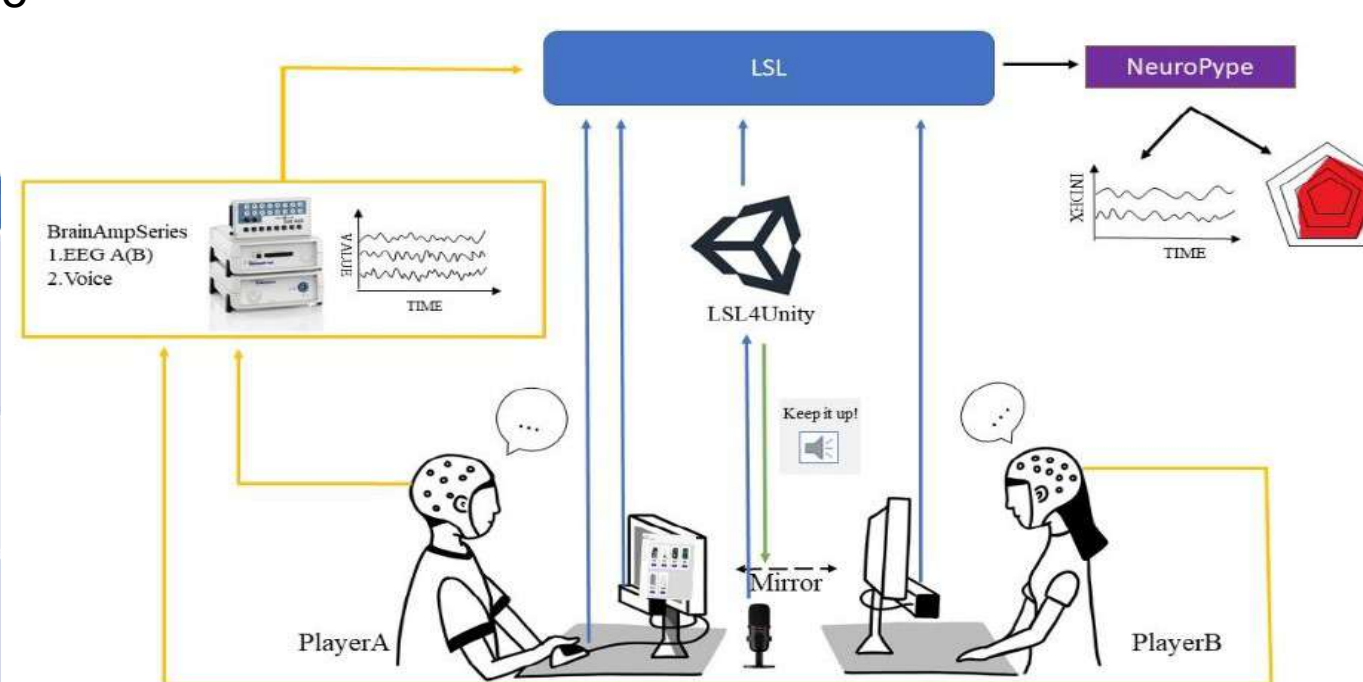 LSL
NeuroPype
BrainAmpSeries
1.EEG A(B)
2.Voice
VALUE
TIME
INDEX
TIME
LSL4Unity
Keep it up!
...
...
Mirror
PlayerA
PlayerB